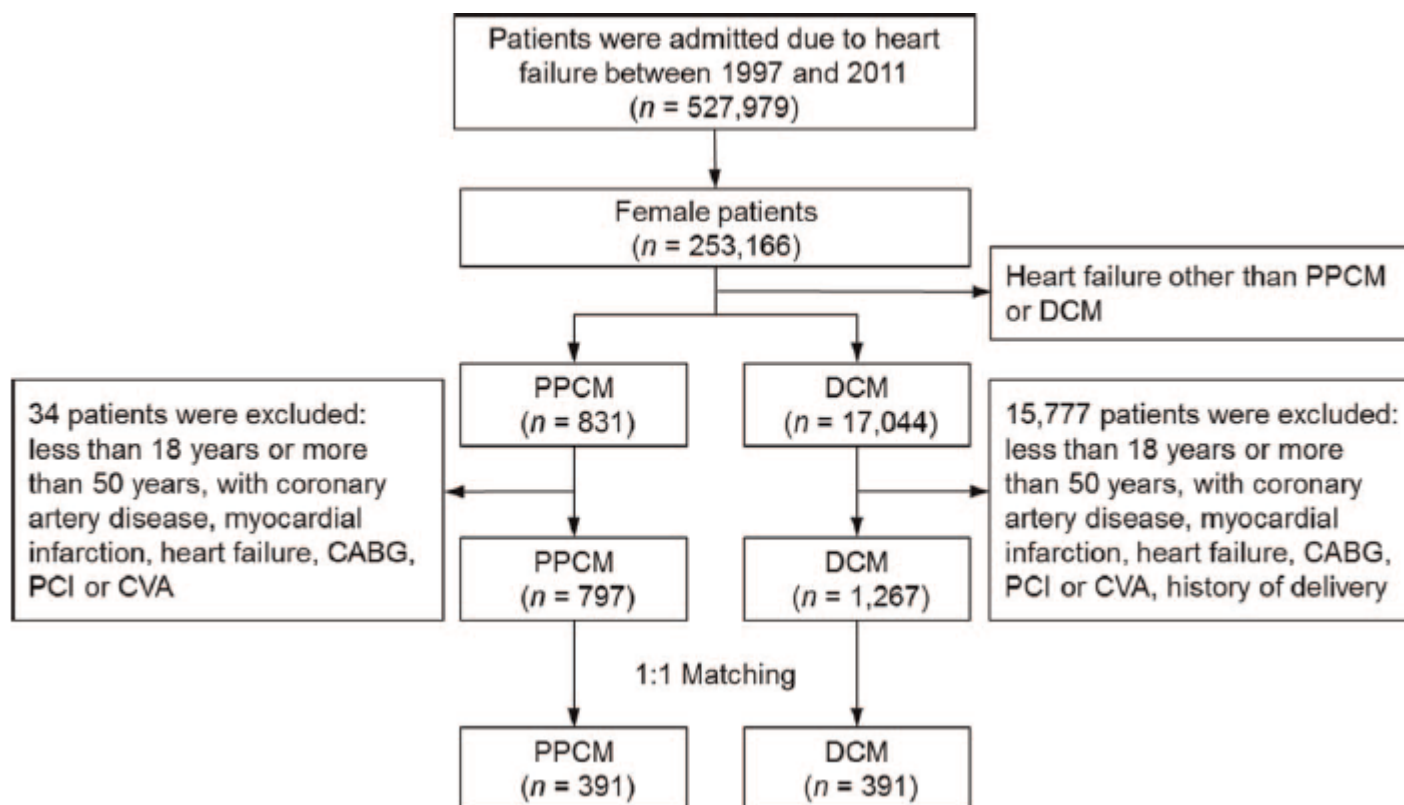 Patients were admitted due to heart
failure between 1997 and 2011
(n = 527,979)
Female patients
(n = 253,166)
Heart failure other than PPCM
or DCM
PPCM
(n = 831)
DCM
(n = 17,044)
34 patients were excluded:
less than 18 years or more
than 50 years, with coronary
artery disease, myocardial
infarction, heart failure, CABG,
PCI or CVA
15,777 patients were excluded:
less than 18 years or more
than 50 years, with coronary
artery disease, myocardial
infarction, heart failure, CABG,
PCI or CVA, history of delivery
PPCM
(n = 797)
DCM
(n = 1,267)
1:1 Matching
PPCM
(n = 391)
DCM
(n = 391)